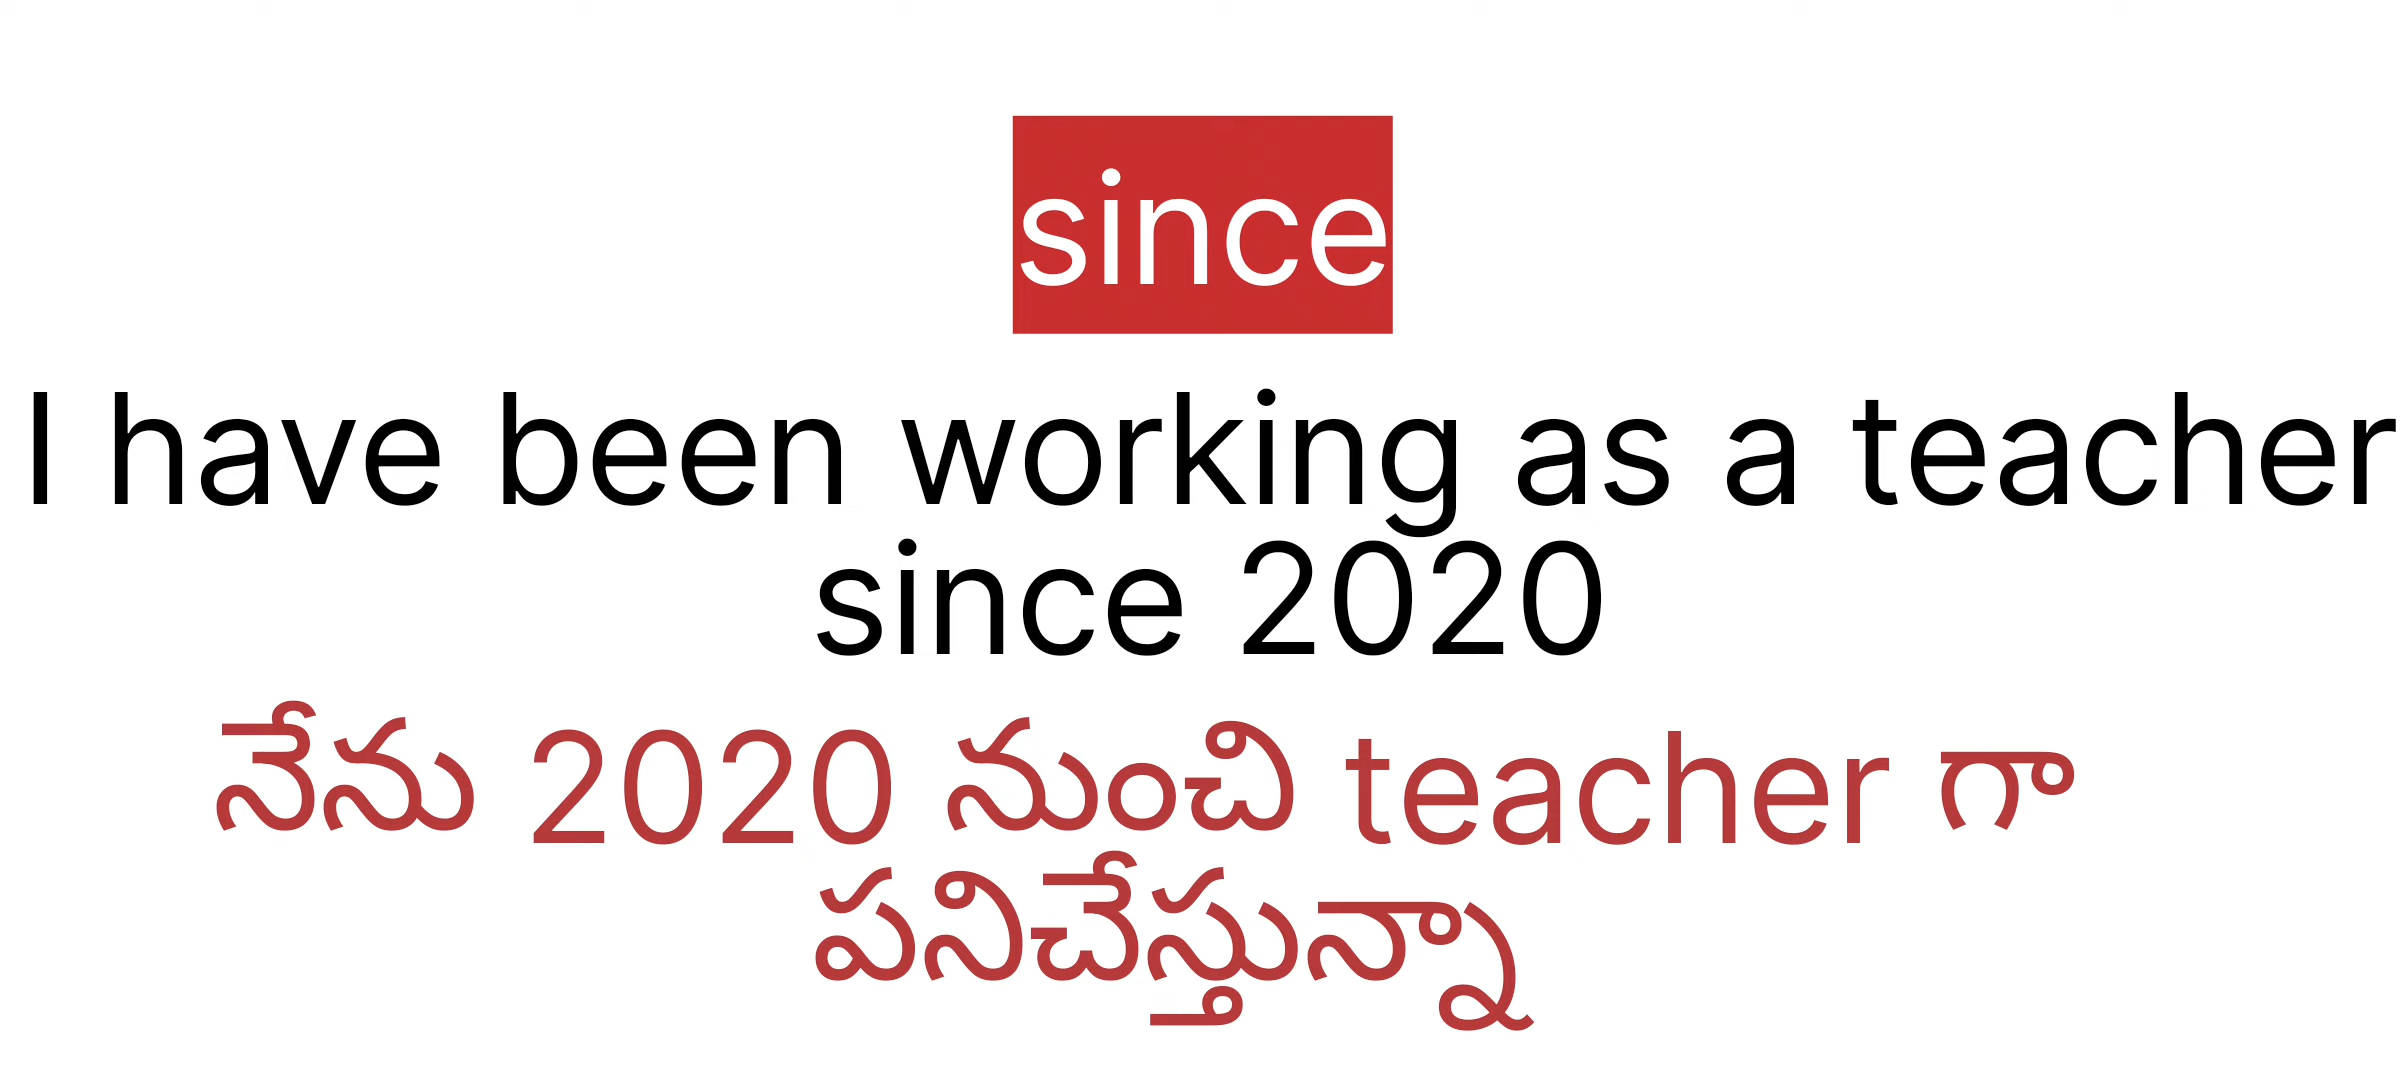 since
I have been working as a teacher
since 2020
నేను 2020 నుంచి teacher గా
పనిచేస్తున్నా